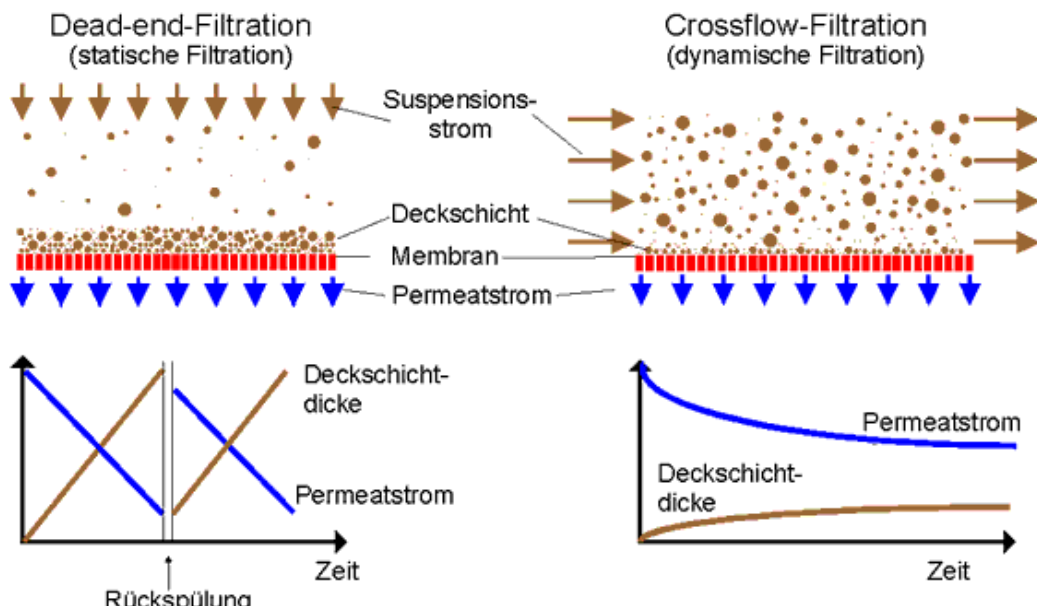 Dead-end-Filtration
(statische Filtration)
Crossflow-Filtration
(dynamische Filtration)
Suspensions-
strom
Deckschicht
Membran
Permeatstrom
Deckschicht-
dicke
Permeatstrom
Zeit
Rückspülung
Permeatstrom
Deckschicht-
dicke
Zeit